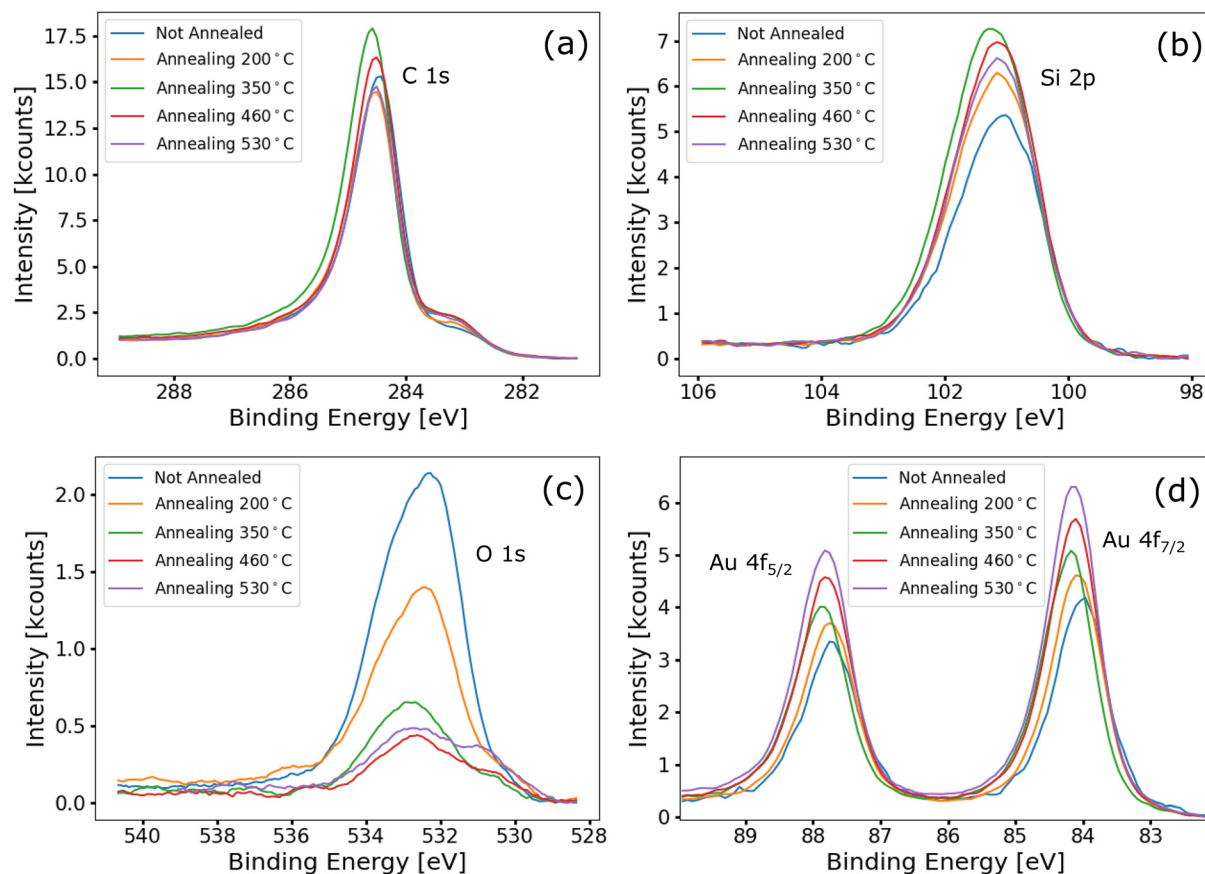 (a)
C 1s
Not Annealed
Annealing 200°C
Annealing 350°C
Annealing 460°C
Annealing 530°C
Intensity [kcounts]
17.5
15.0
12.5
10.0
7.5
5.0
2.5
0.0
288
286
284
282
Binding Energy [eV]
(b)
Si 2p
Not Annealed
Annealing 200°C
Annealing 350°C
Annealing 460°C
Annealing 530°C
Intensity [kcounts]
7
6
5
4
3
2
1
0
106
104
102
100
98
Binding Energy [eV]
(c)
O 1s
Not Annealed
Annealing 200°C
Annealing 350°C
Annealing 460°C
Annealing 530°C
Intensity [kcounts]
2.0
1.5
1.0
0.5
0.0
540
538
536
534
532
530
528
Binding Energy [eV]
(d)
Au 4f5/2
Au 4f7/2
Not Annealed
Annealing 200°C
Annealing 350°C
Annealing 460°C
Annealing 530°C
Intensity [kcounts]
6
5
4
3
2
1
0
89
88
87
86
85
84
83
Binding Energy [eV]